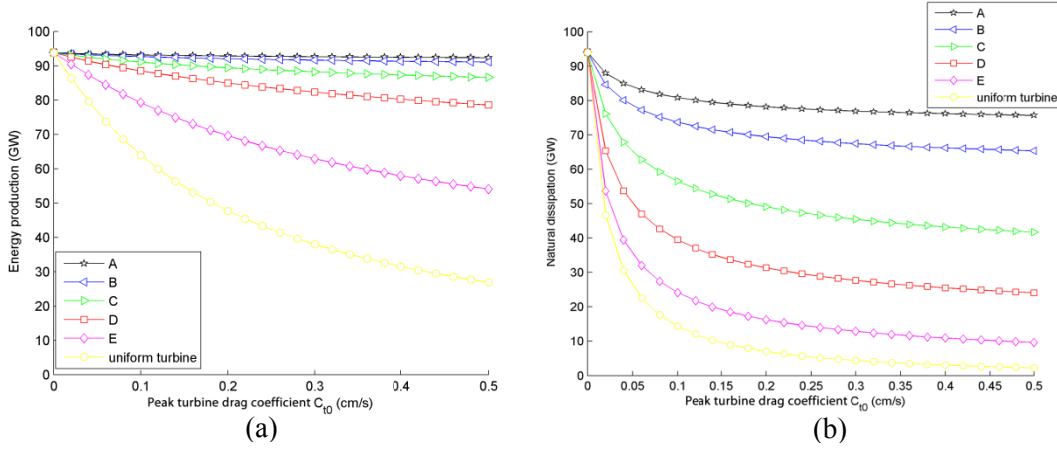 100
90
80
70
60
50
40
30
20
10
0
Energy production (GW)
A
B
C
D
E
uniform turbine
0 0.1 0.2 0.3 0.4 0.5
Peak turbine drag coefficient C_t0 (cm/s)
(a)
A
B
C
D
E
uniform turbine
100
90
80
70
60
50
40
30
20
10
0
Natural dissipation (GW)
0 0.05 0.1 0.15 0.2 0.25 0.3 0.35 0.4 0.45 0.5
Peak turbine drag coefficient C_t0 (cm/s)
(b)